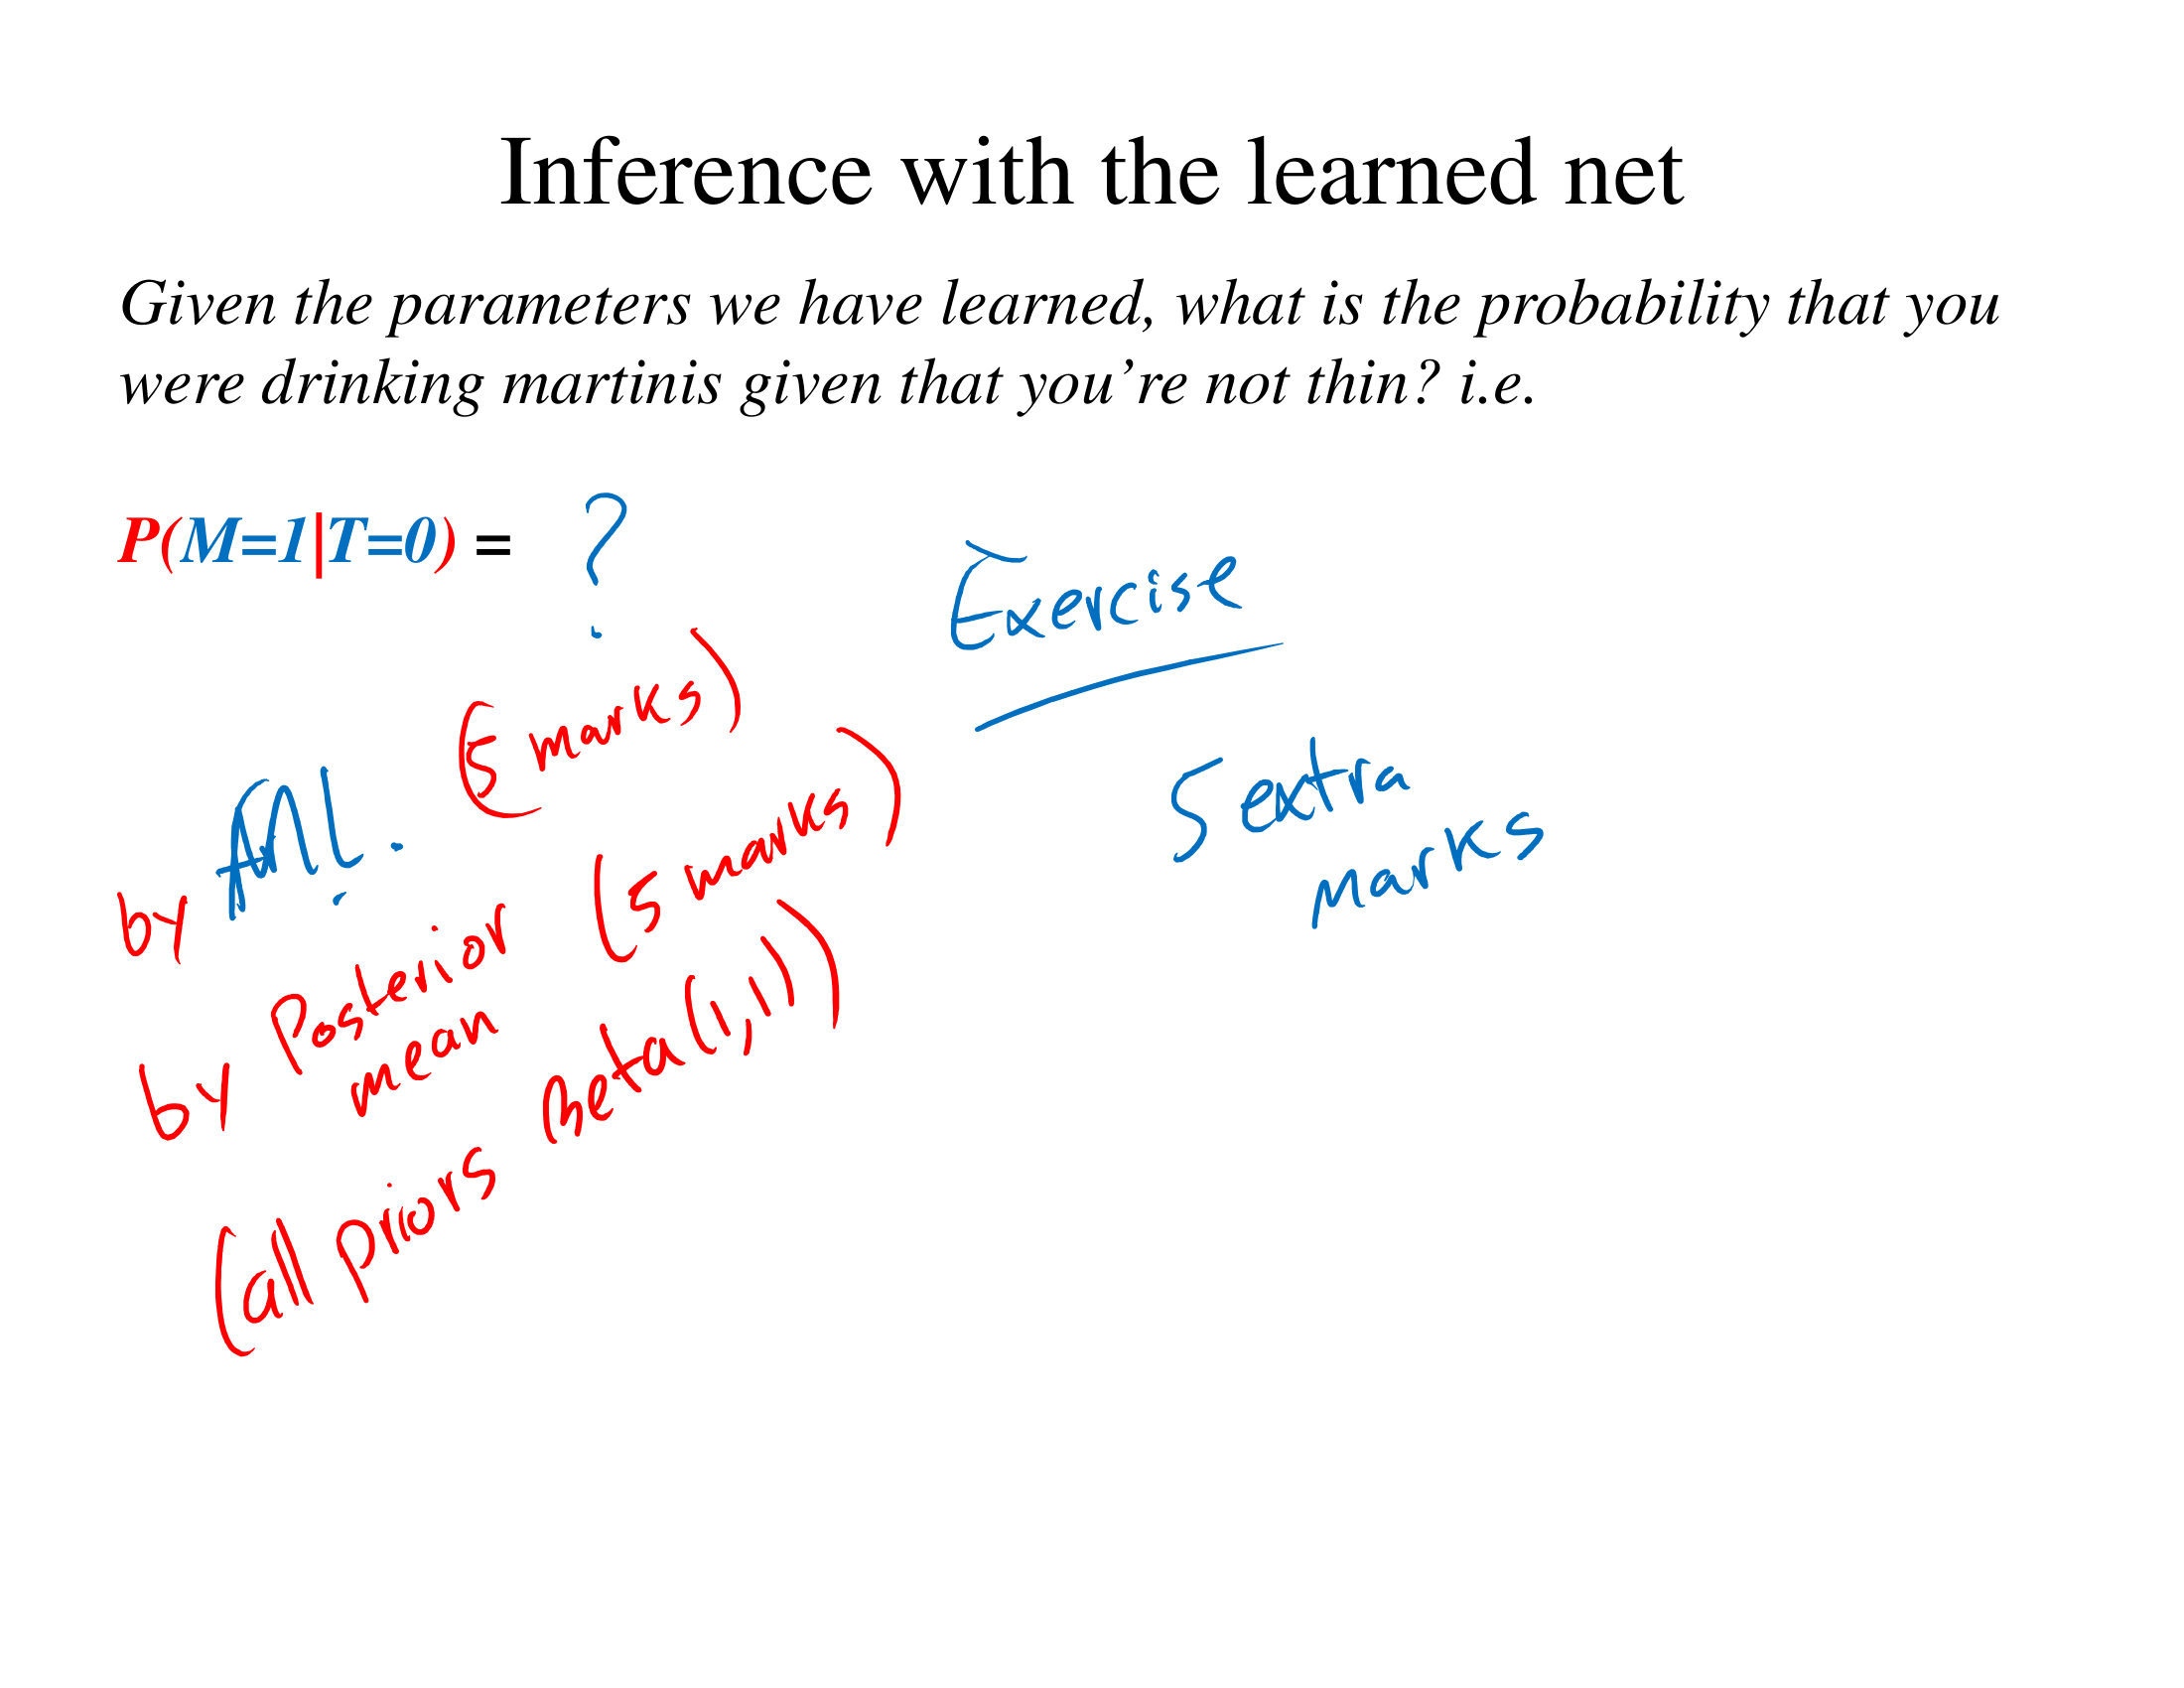 Inference with the learned net
Given the parameters we have learned, what is the probability that you
were drinking martinis given that you're not thin? i.e.
P(M=1|T=0) = ?
Exercise
5 extra
marks
by ML. (5 marks)
by Posterior (5 marks)
mean
(all priors beta(1,1))